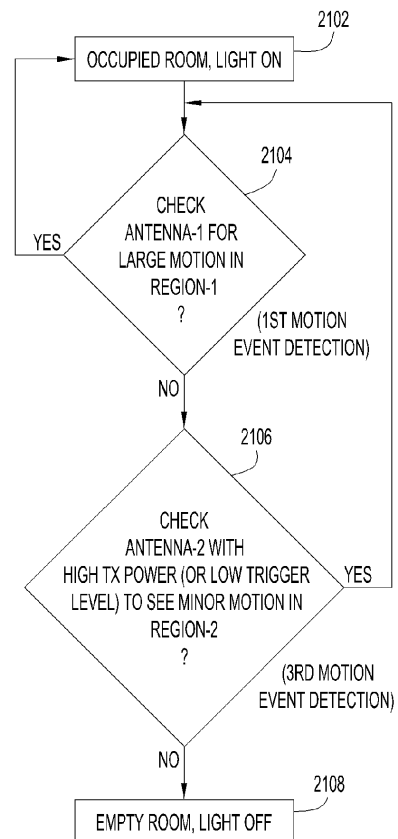 2102
OCCUPIED ROOM, LIGHT ON
2104
CHECK
ANTENNA-1 FOR
LARGE MOTION IN
REGION-1
?
YES
(1ST MOTION
EVENT DETECTION)
NO
2106
CHECK
ANTENNA-2 WITH
HIGH TX POWER (OR LOW TRIGGER
LEVEL) TO SEE MINOR MOTION IN
REGION-2
?
YES
(3RD MOTION
EVENT DETECTION)
NO
2108
EMPTY ROOM, LIGHT OFF